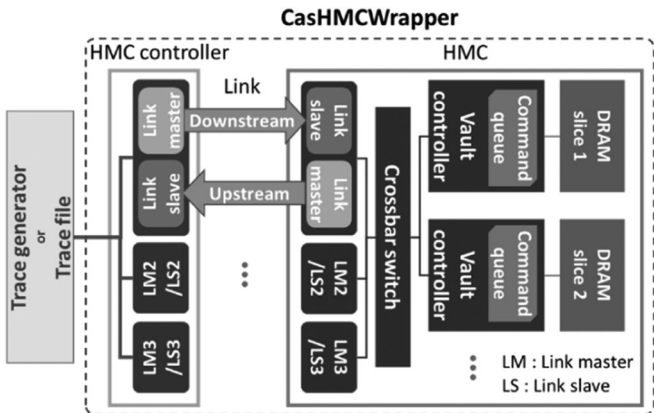 CasHMCWrapper
HMC controller
HMC
Link
Trace generator
or
Trace file
Link
master
Downstream
Link
slave
Link
slave
Upstream
Link
master
LM2
/LS2
LM3
/LS3
LM2
/LS2
LM3
/LS3
Crossbar switch
Vault
controller
Command
queue
DRAM
slice 1
Vault
controller
Command
queue
DRAM
slice 2
LM : Link master
LS : Link slave